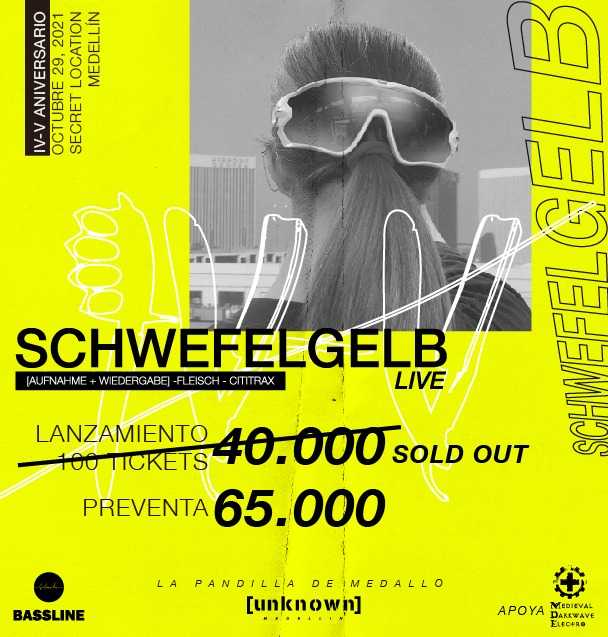 IV-V ANIVERSARIO
OCTUBRE 29, 2021
SECRET LOCATION
MEDELLÍN
SCHWEFELGELB
SCHWEFELGELB
[AUFNAHME + WIEDERGABE] -FLEISCH - CITITRAX
LIVE
LANZAMIENTO
100 TICKETS
40.000 SOLD OUT
PREVENTA 65.000
LA PANDILLA DE MEDALLO
BASSLINE
[unknown]
MEDELLIN
APOYA
MEDIEVAL
DARKWAVE
ELECTRO